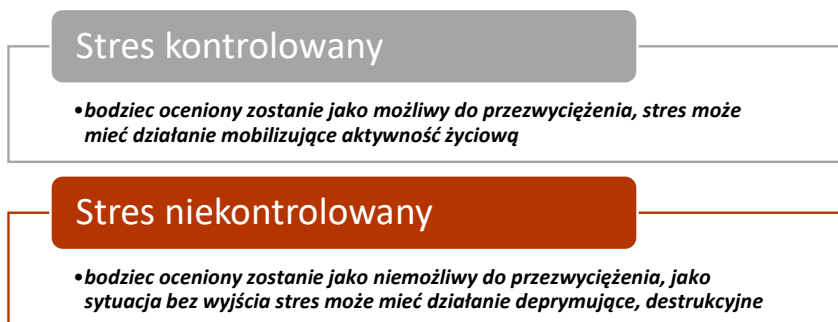 Stres kontrolowany
•bodziec oceniony zostanie jako możliwy do przezwyciężenia, stres może
mieć działanie mobilizujące aktywność życiową
Stres niekontrolowany
•bodziec oceniony zostanie jako niemożliwy do przezwyciężenia, jako
sytuacja bez wyjścia stres może mieć działanie deprymujące, destrukcyjne